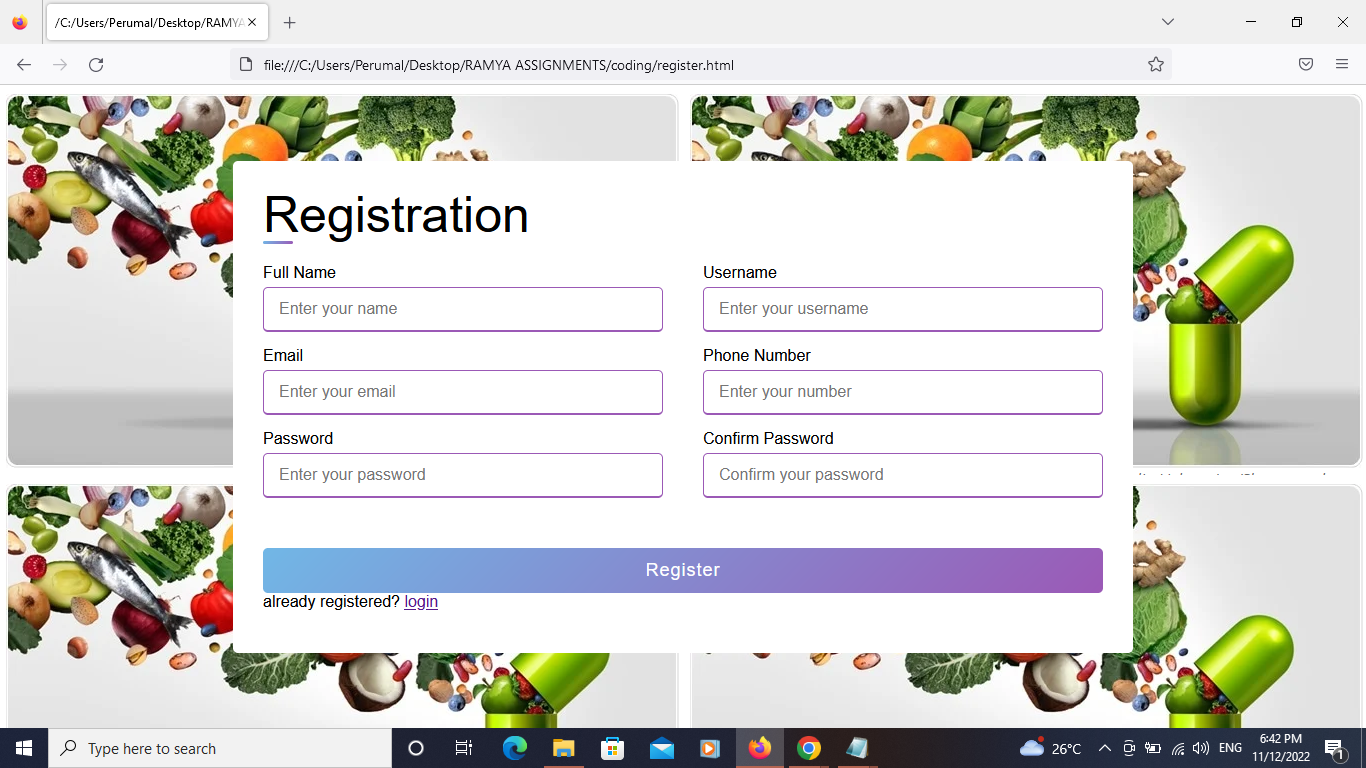 /C:/Users/Perumal/Desktop/RAMYA
file:///C:/Users/Perumal/Desktop/RAMYA ASSIGNMENTS/coding/register.html
Registration
Full Name
Username
Enter your name
Enter your username
Email
Phone Number
Enter your email
Enter your number
Password
Confirm Password
Enter your password
Confirm your password
Register
already registered? login
Type here to search
26°C
ENG
6:42 PM
11/12/2022
1